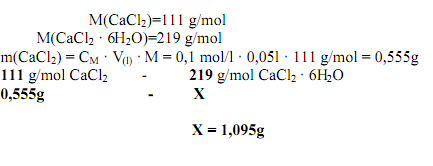 M(CaCl₂)=111 g/mol
M(CaCl₂ · 6H₂O)=219 g/mol
m(CaCl₂) = C_M · V₍ₗ₎ · M = 0,1 mol/l · 0,05l · 111 g/mol = 0,555g
111 g/mol CaCl₂ - 219 g/mol CaCl₂ · 6H₂O
0,555g - X
X = 1,095g